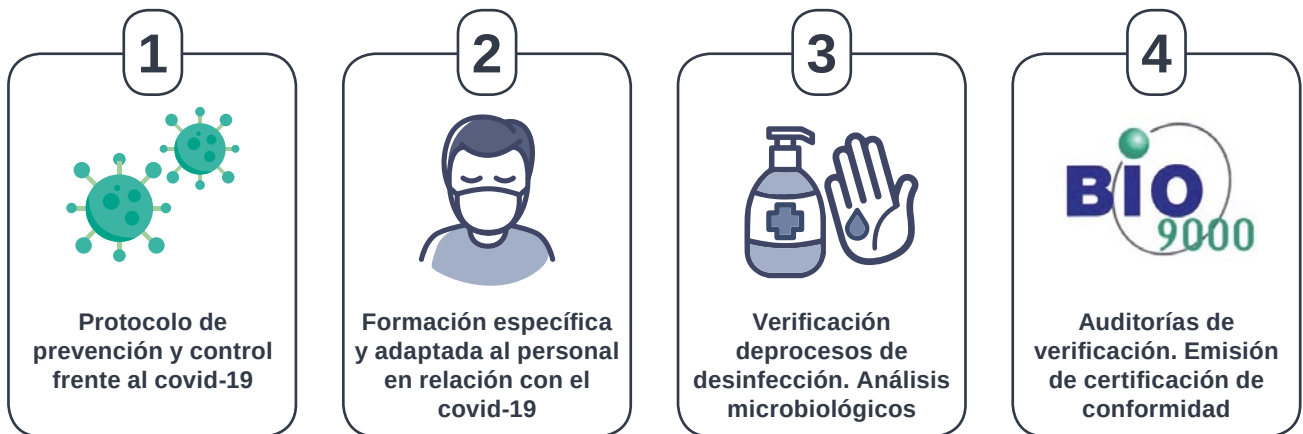 1
2
3
4
BIO
9000
Protocolo de
prevención y control
frente al covid-19
Formación específica
y adaptada al personal
en relación con el
covid-19
Verificación
deprocesos de
desinfección. Análisis
microbiológicos
Auditorías de
verificación. Emisión
de certificación de
conformidad